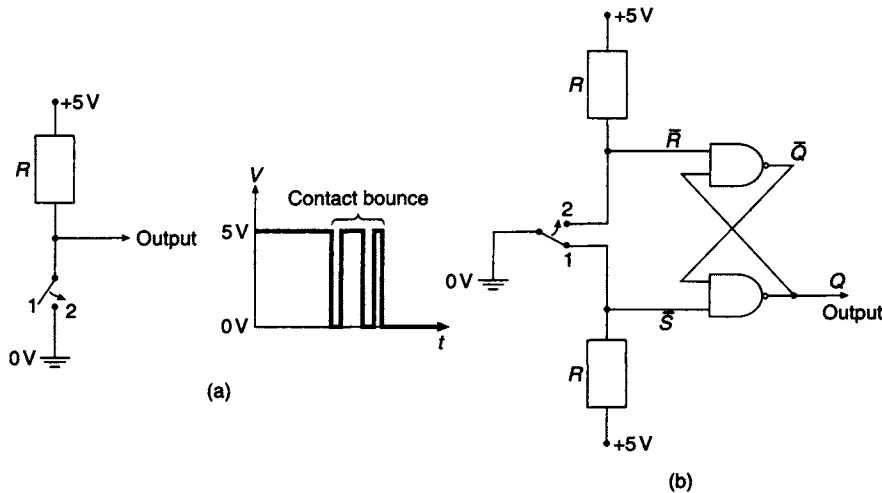 +5 V
R
Output
1
2
0 V
V
Contact bounce
5 V
0 V
t
(a)
+5 V
R
R̅
Q̅
2
1
0 V
Q
Output
S̅
R
+5 V
(b)